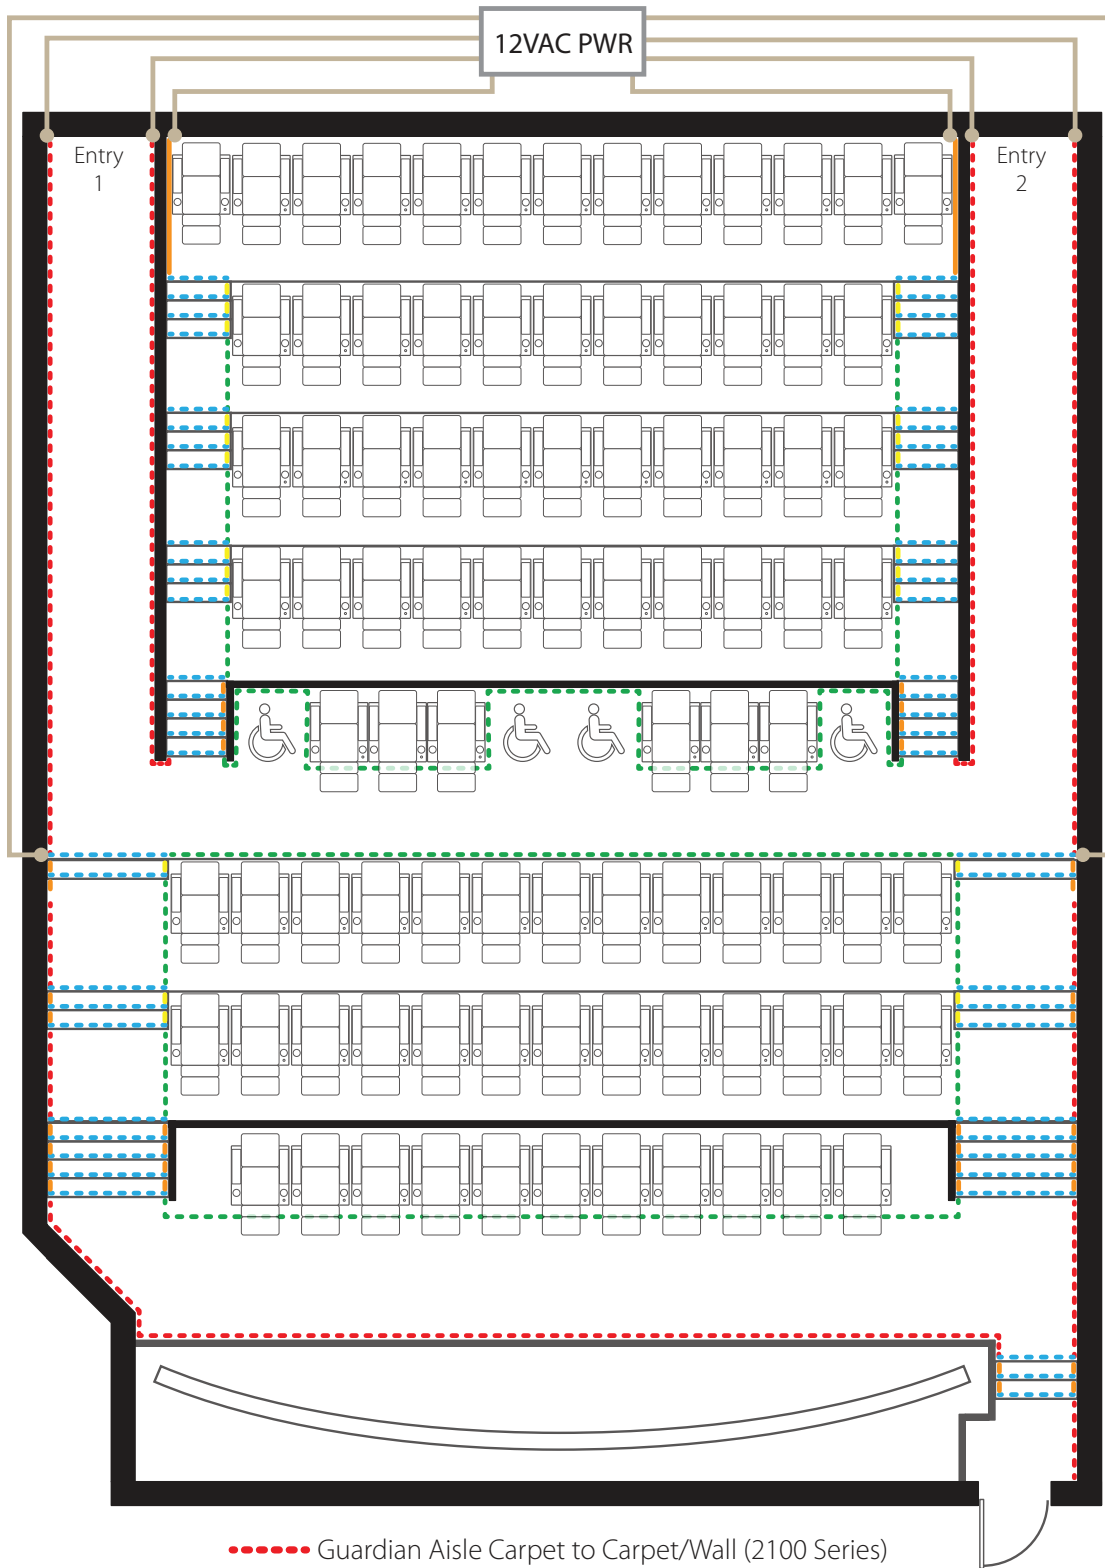 12VAC PWR
Entry
1
Entry
2
Guardian Aisle Carpet to Carpet/Wall (2100 Series)